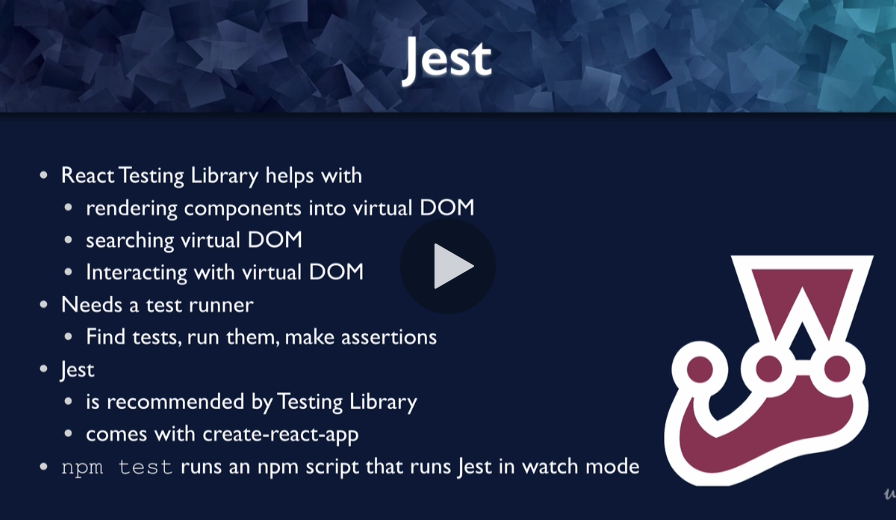 Jest
React Testing Library helps with
rendering components into virtual DOM
searching virtual DOM
Interacting with virtual DOM
Needs a test runner
Find tests, run them, make assertions
Jest
is recommended by Testing Library
comes with create-react-app
npm test runs an npm script that runs Jest in watch mode